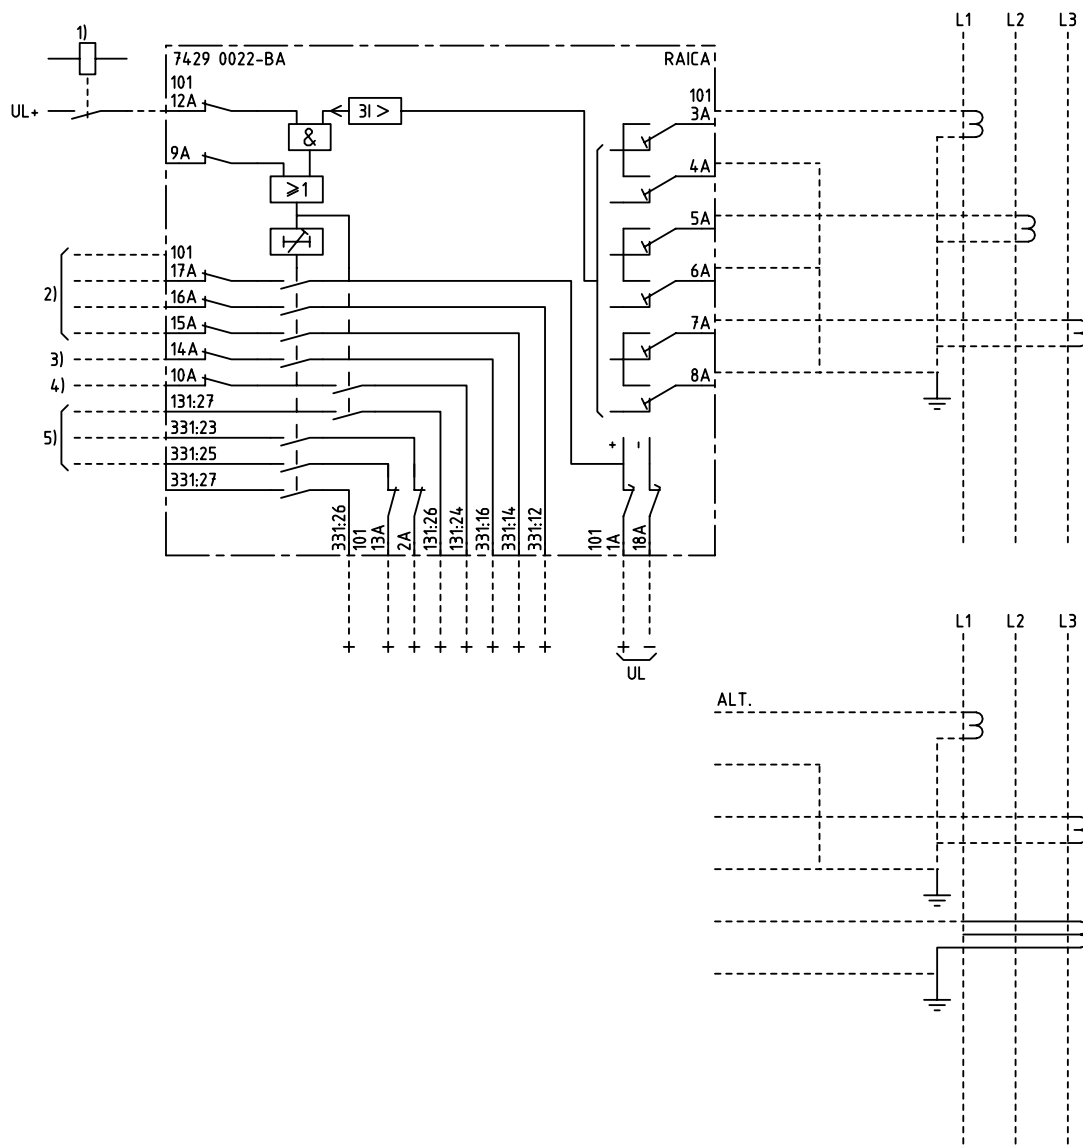 1)
L1 L2 L3
7429 0022-BA RAICA
101
UL+ 12A 3I > 101
3A
&
9A 4A
≥1
5A
101
17A 6A
2) 16A
15A 7A
3) 14A
4) 10A 8A
131:27
5) 331:23 + -
331:25
331:27
331:26
101
13A
2A
131:26
131:24
331:16
331:14
331:12
101
1A
18A
+ + + + + + + + −
UL
L1 L2 L3
ALT.